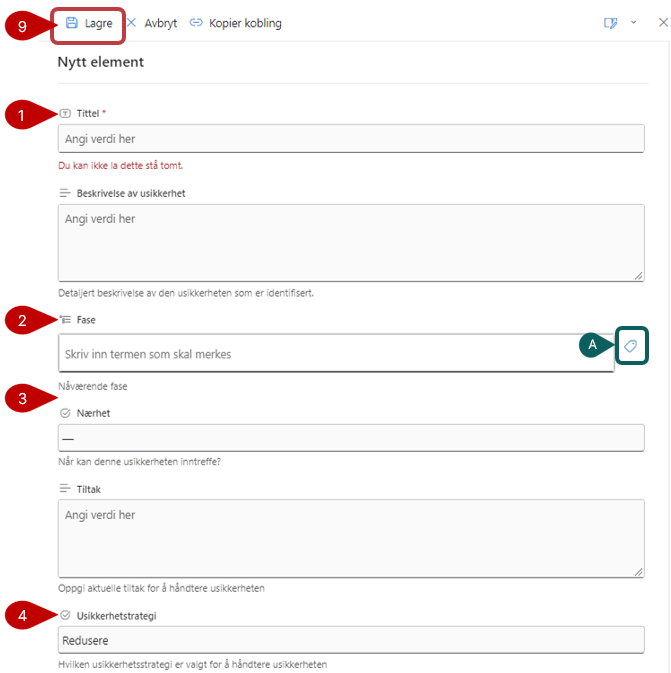 9 Lagre Avbryt Kopier kobling
Nytt element
1 Tittel *
Angi verdi her
Du kan ikke la dette stå tomt.
Beskrivelse av usikkerhet
Angi verdi her
Detaljert beskrivelse av den usikkerheten som er identifisert.
2 Fase
Skriv inn termen som skal merkes
A
Nåværende fase
3
Nærhet
—
Når kan denne usikkerheten inntreffe?
Tiltak
Angi verdi her
Oppgi aktuelle tiltak for å håndtere usikkerheten
4 Usikkerhetstrategi
Redusere
Hvilken usikkerhetsstrategi er valgt for å håndtere usikkerheten